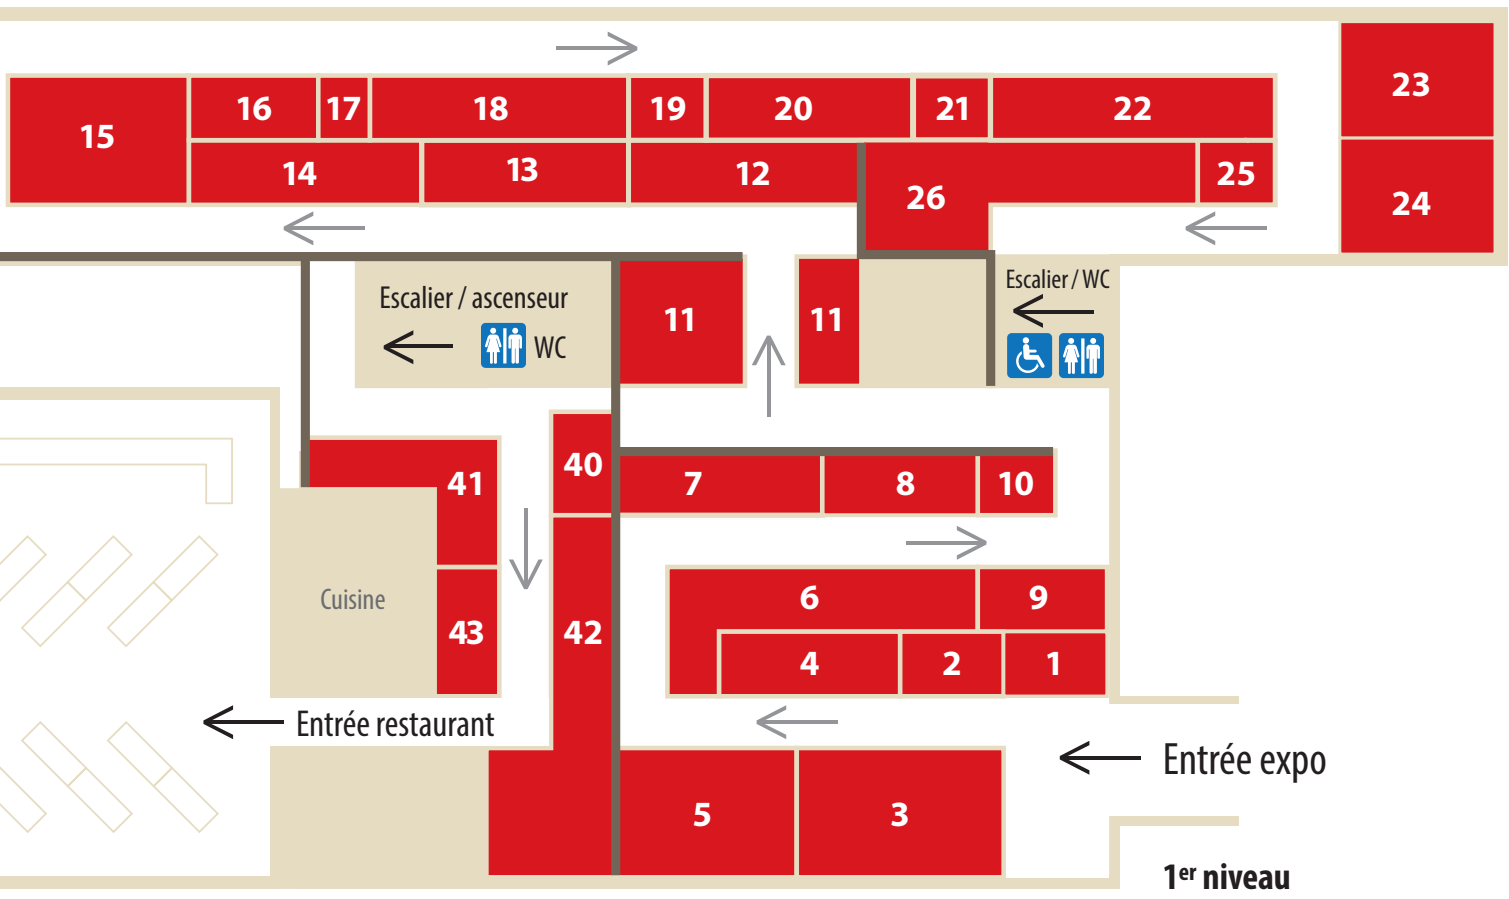 23
16 17 18 19 20 21 22
15
14 13 12 26 25 24
Escalier / ascenseur
WC
11
11
Escalier / WC
41 40 7 8 10
Cuisine
43 42
6 9
4 2 1
Entrée restaurant
Entrée expo
5 3
1er niveau